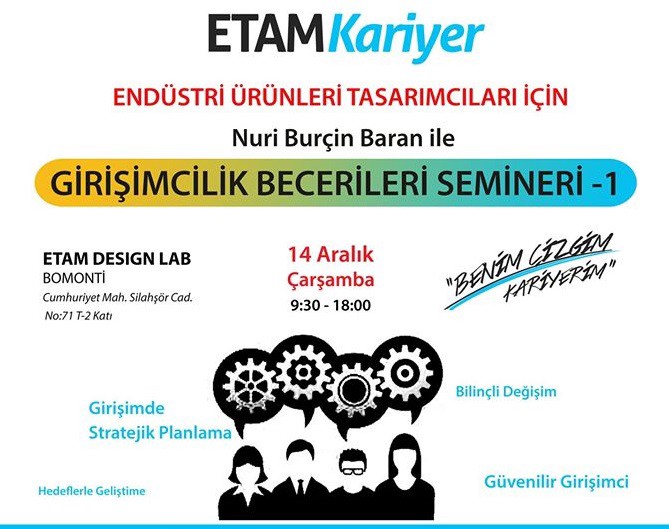 ETAM Kariyer
ENDÜSTRİ ÜRÜNLERİ TASARIMCILARI İÇİN
Nuri Burçin Baran ile
GİRİŞİMCİLİK BECERİLERİ SEMİNERİ -1
ETAM DESIGN LAB
BOMONTİ
Cumhuriyet Mah. Silahşör Cad.
No:71 T-2 Katı
14 Aralık
Çarşamba
9:30 - 18:00
"BENİM ÇİZGİM
KARİYERİM"
Girişimde
Stratejik Planlama
Bilinçli Değişim
Hedeflerle Geliştime
Güvenilir Girişimci